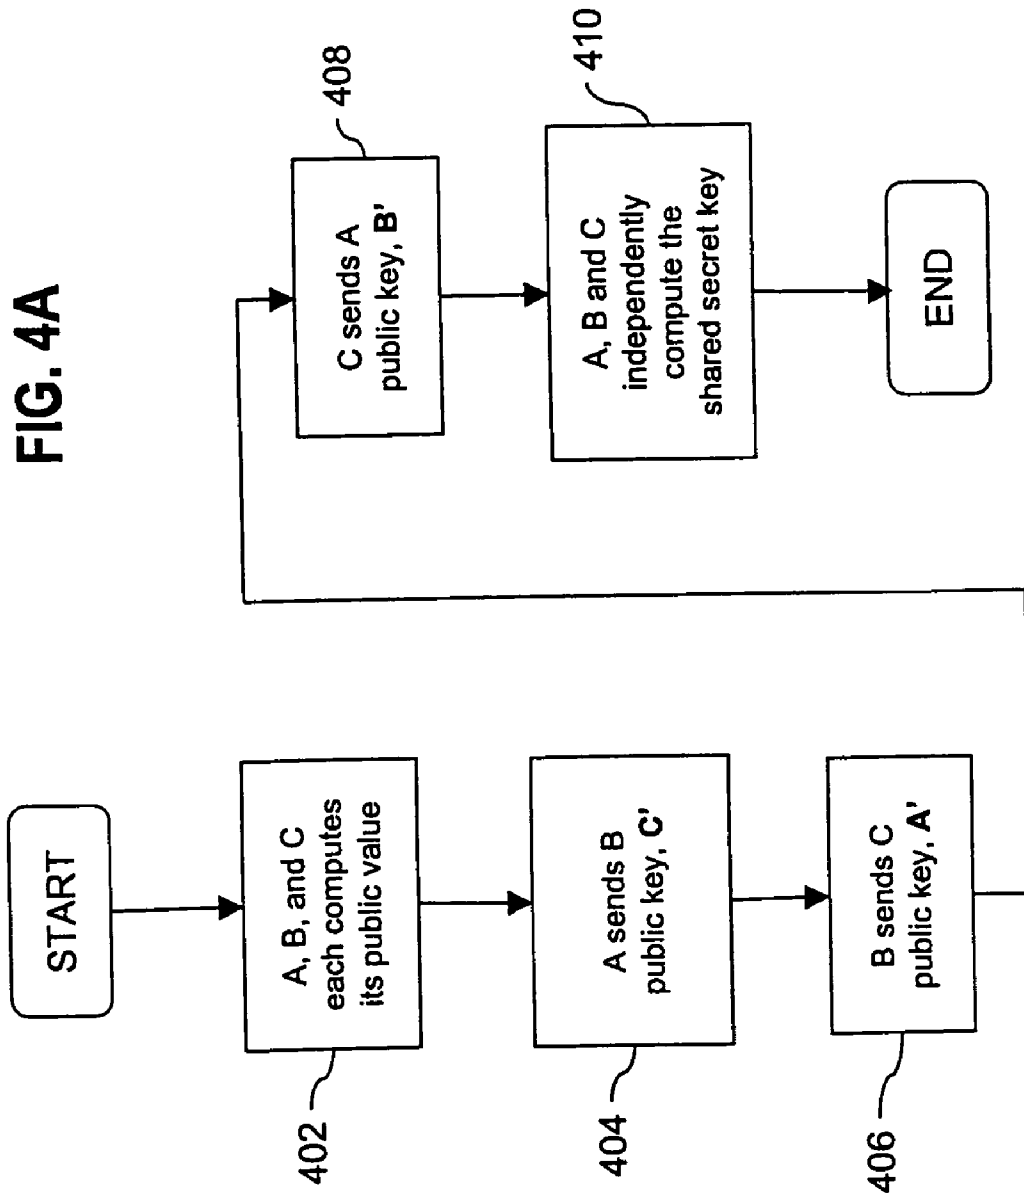 FIG. 4A
START
A, B, and C
each computes
its public value
402
A sends B
public key, C'
404
B sends C
public key, A'
406
C sends A
public key, B'
408
A, B and C
independently
compute the
shared secret key
410
END